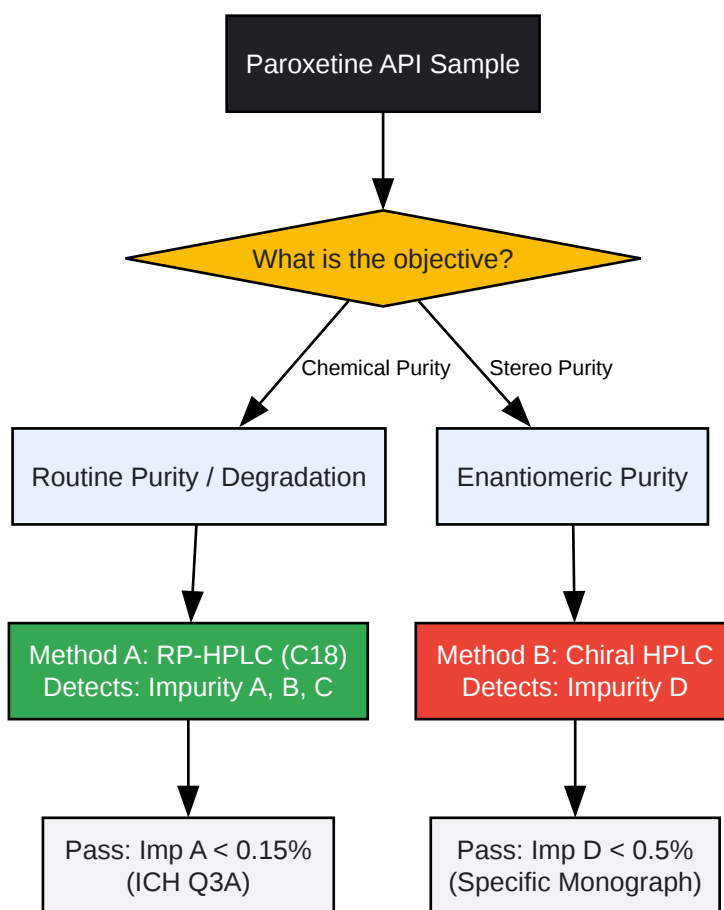 Paroxetine API Sample
What is the objective?
Chemical Purity
Stereo Purity
Routine Purity / Degradation
Enantiomeric Purity
Method A: RP-HPLC (C18)
Detects: Impurity A, B, C
Method B: Chiral HPLC
Detects: Impurity D
Pass: Imp A < 0.15%
(ICH Q3A)
Pass: Imp D < 0.5%
(Specific Monograph)